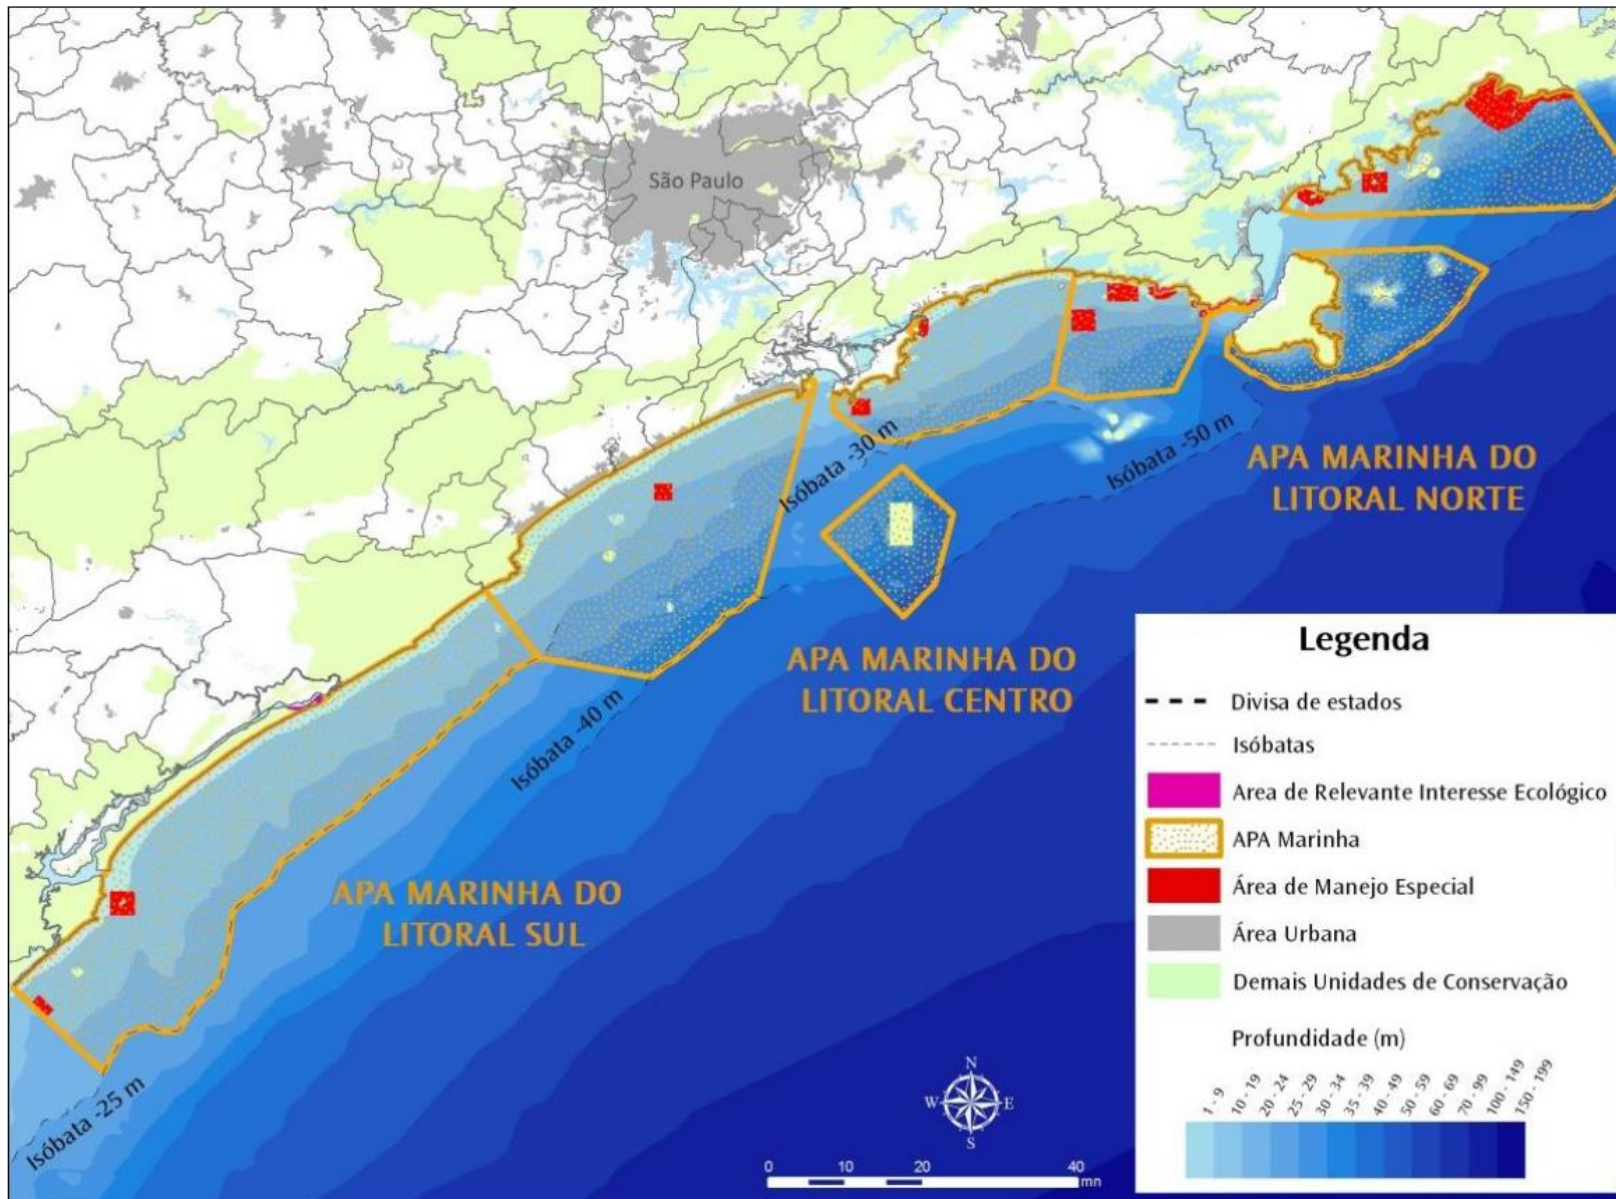 São Paulo
Isóbata -30 m
Isóbata -50 m
APA MARINHA DO
LITORAL NORTE
APA MARINHA DO
LITORAL CENTRO
Isóbata -40 m
APA MARINHA DO
LITORAL SUL
Isóbata -25 m
N
W E
S
0 10 20 40
mn
Legenda
Divisa de estados
Isóbatas
Area de Relevante Interesse Ecológico
APA Marinha
Área de Manejo Especial
Área Urbana
Demais Unidades de Conservação
Profundidade (m)
1 - 9
10 - 19
20 - 24
25 - 29
30 - 34
35 - 39
40 - 49
50 - 59
60 - 69
70 - 99
100 - 149
150 - 199